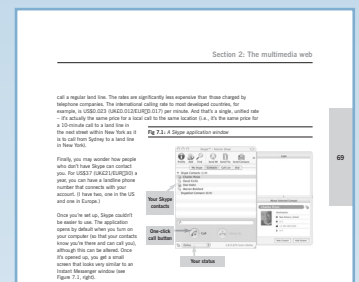 Section 2: The multimedia web
call a regular land line. The rates are significantly less expensive than those charged by
telephone companies. The international calling rate to most developed countries, for
example, is US$0.023 (UK£0.012/EUR[]0.017) per minute. And that's a single, unified rate
– it's actually the same price for a local call to the same location (i.e., it's the same price for
a 10-minute call to a land line in
the next street within New York as it
is to call from Sydney to a land line
in New York).
Fig 7.1: A Skype application window
Finally, you may wonder how people
who don't have Skype can contact
you. For US$37 (UK£21/EUR[]30) a
year, you can have a landline phone
number that connects with your
account. (I have two, one in the US
and one in Europe.)
69
Your Skype
contacts
Once you're set up, Skype couldn't
be easier to use. The application
opens by default when you turn on
your computer (so that your contacts
know you're there and can call you),
although this can be altered. Once
it's opened, you get a small
screen that looks very similar to an
Instant Messenger window (see
Figure 7.1, right).
One-click
call button
Your status